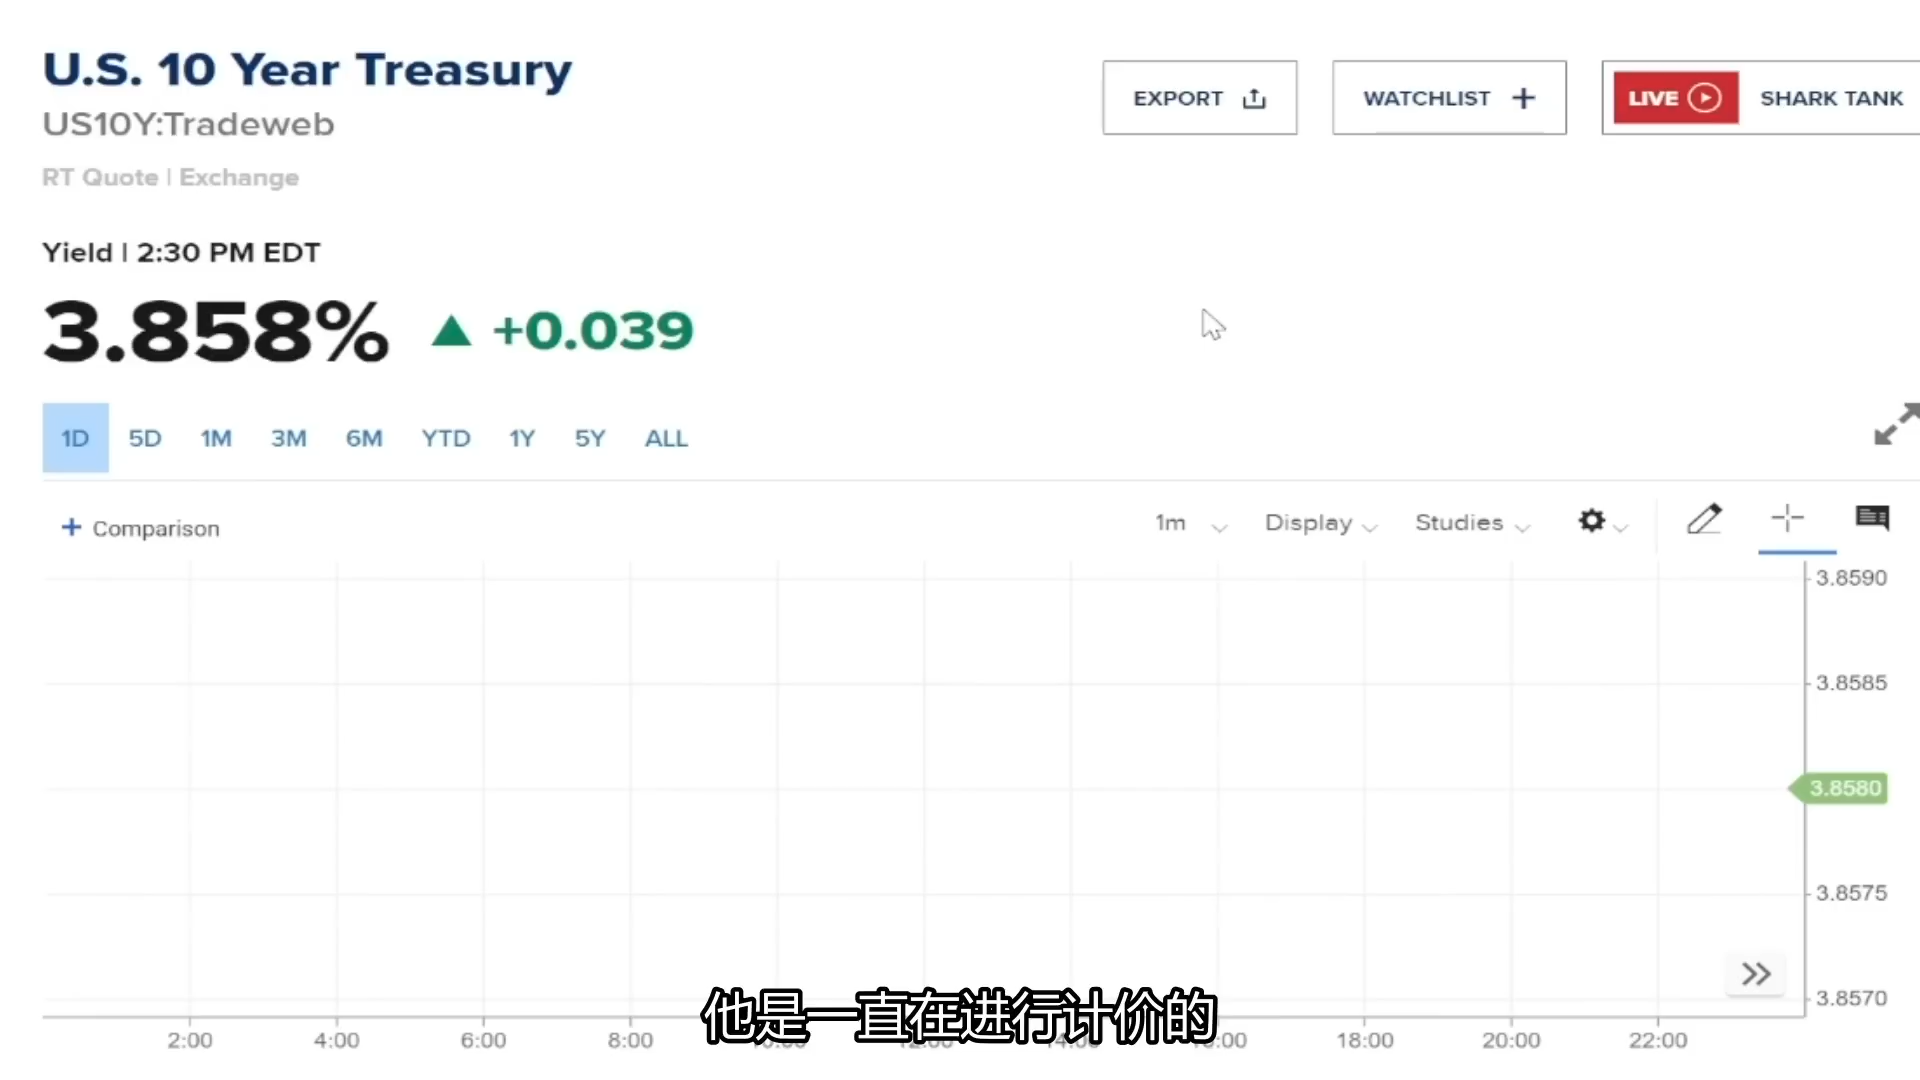 U.S. 10 Year Treasury
US10Y:Tradeweb
RT Quote | Exchange
EXPORT
WATCHLIST +
LIVE SHARK TANK
Yield | 2:30 PM EDT
3.858% +0.039
1D 5D 1M 3M 6M YTD 1Y 5Y ALL
+ Comparison
1m Display Studies
3.8590
3.8585
3.8580
3.8575
3.8570
他是一直在进行计价的
2:00 4:00 6:00 8:00 18:00 20:00 22:00